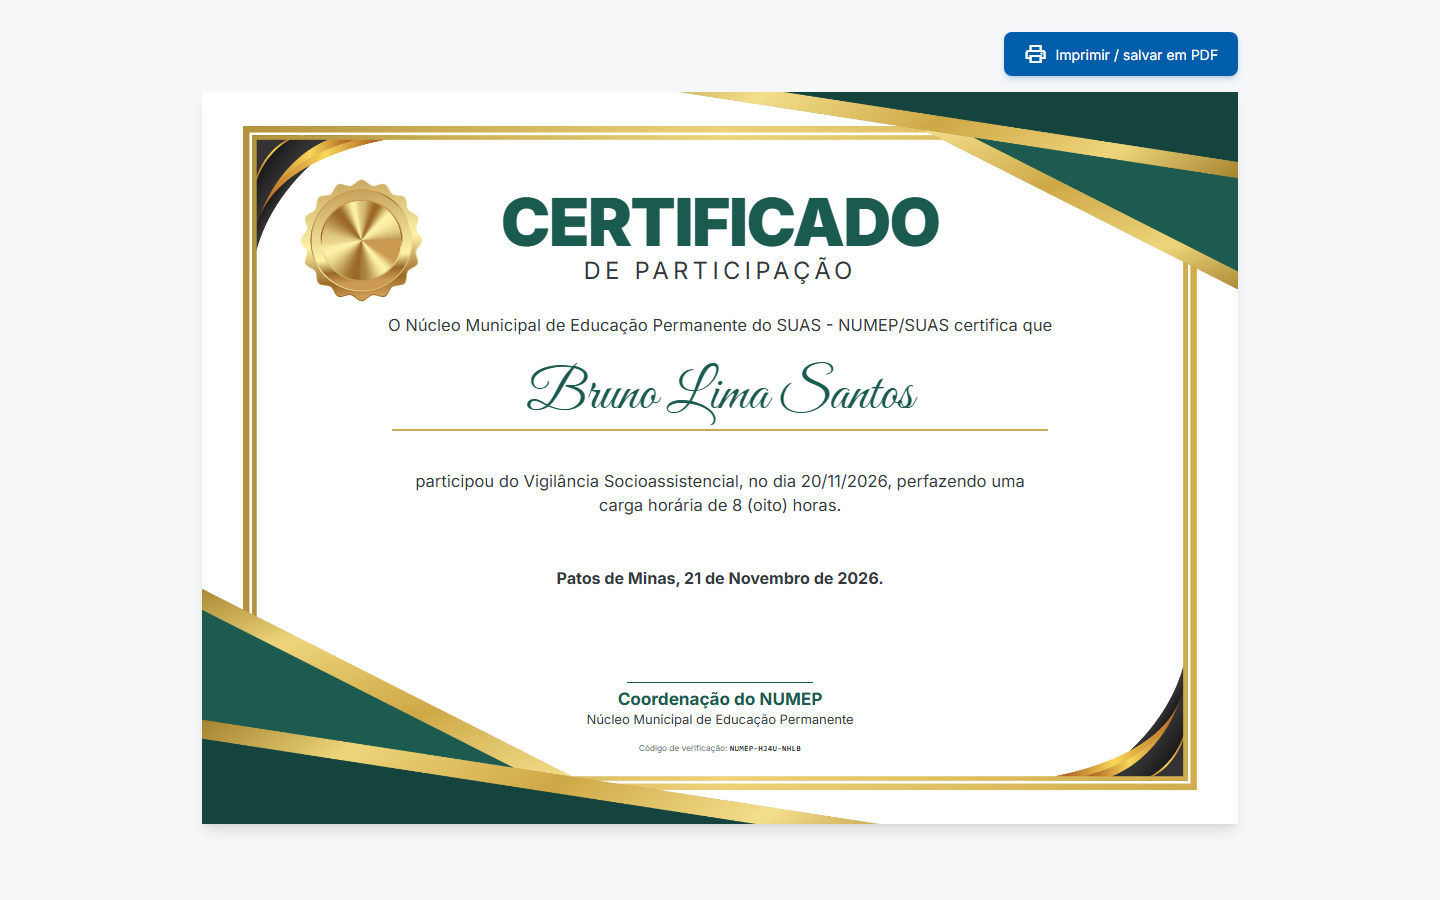 Imprimir / salvar em PDF
CERTIFICADO
DE PARTICIPAÇÃO
O Núcleo Municipal de Educação Permanente do SUAS - NUMEP/SUAS certifica que
Bruno Lima Santos
participou do Vigilância Socioassistencial, no dia 20/11/2026, perfazendo uma
carga horária de 8 (oito) horas.
Patos de Minas, 21 de Novembro de 2026.
Coordenação do NUMEP
Núcleo Municipal de Educação Permanente
Código de verificação: NUMEP-HJ4U-NHLB